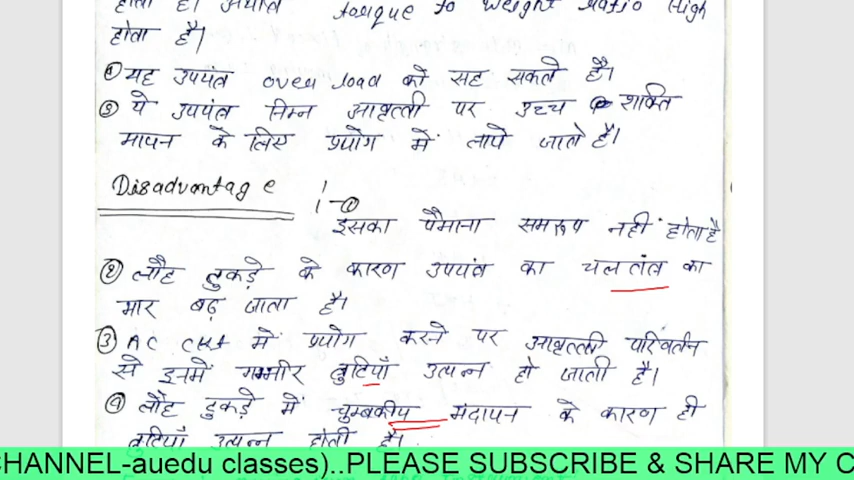 होता है। अर्थात torque to weight ratio High
होता है।
④ यह उपयंत्र over load को सह सकते है।
⑤ ये उपयंत्र निम्न आवृत्ती पर उच्च शक्ति
मापन के लिए प्रयोग में लाये जाते है।
Disadvantage :-
① इसका पैमाना समरूप नही होता है
② लौह टुकड़े के कारण उपयंत्र का चल तंत्र का
भार बढ़ जाता है।
③ AC CKt में प्रयोग करने पर आवृत्ती परिवर्तन
से इनमें गम्भीर त्रुटियाँ उत्पन्न हो जाती है।
④ लौह टुकड़े में चुम्बकीय मंदापन के कारण ही
त्रुटियाँ उत्पन्न होती है।
CHANNEL-auedu classes)..PLEASE SUBSCRIBE & SHARE MY C